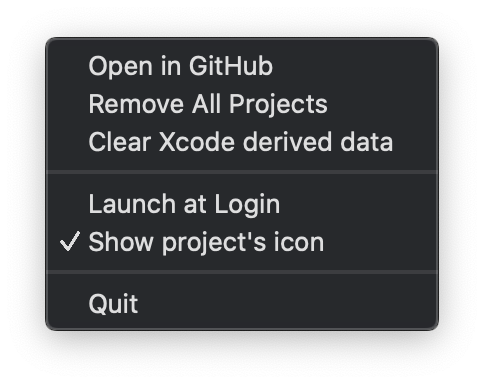 Open in GitHub
Remove All Projects
Clear Xcode derived data
Launch at Login
✓ Show project's icon
Quit